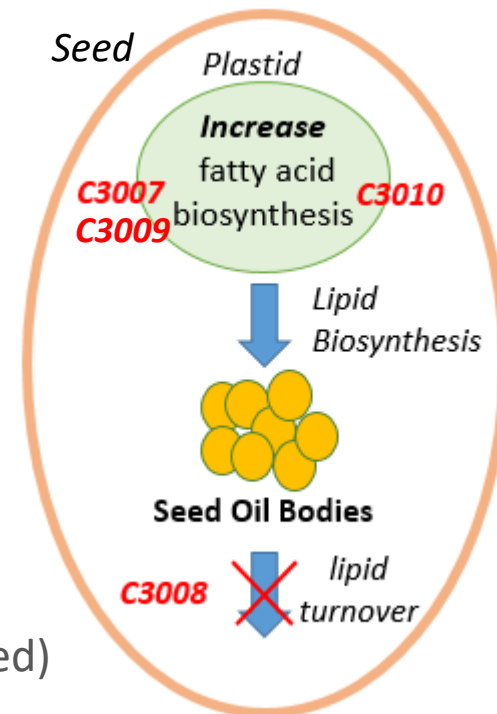 Seed
Plastid
Increase
fatty acid
biosynthesis
C3007
C3009
C3010
Lipid
Biosynthesis
Seed Oil Bodies
C3008
lipid
turnover
ed)